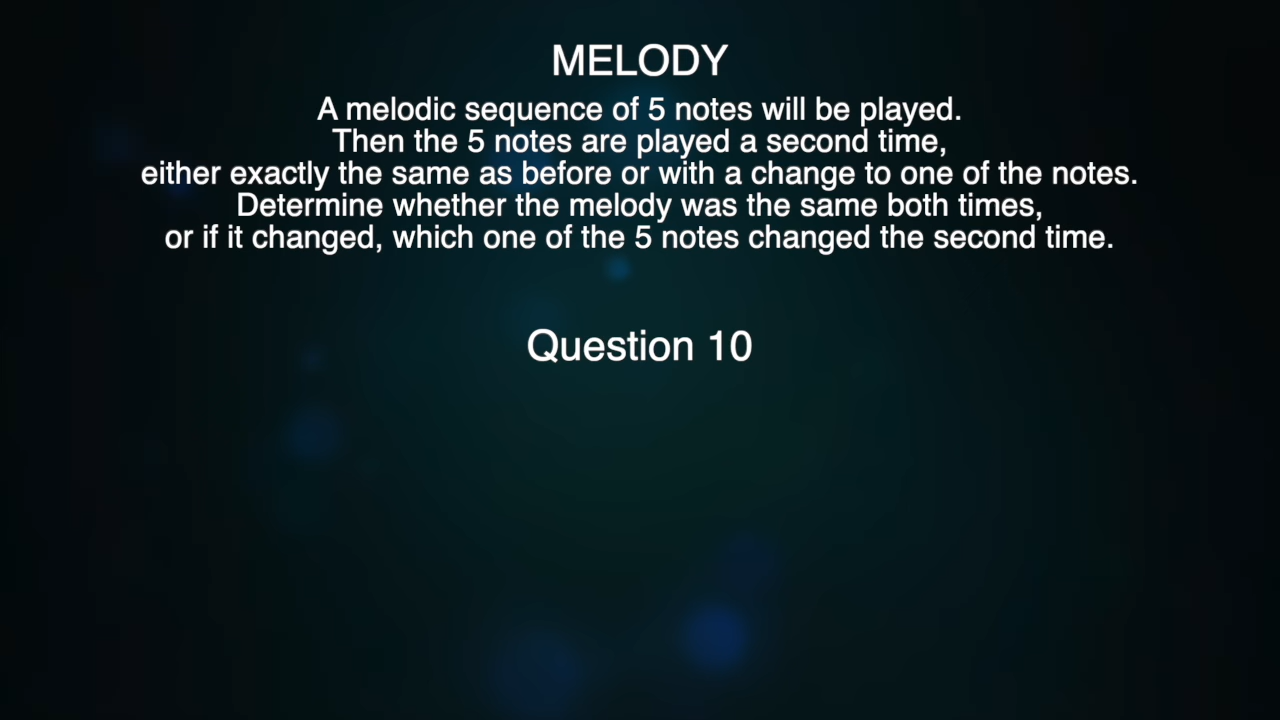 MELODY
A melodic sequence of 5 notes will be played.
Then the 5 notes are played a second time,
either exactly the same as before or with a change to one of the notes.
Determine whether the melody was the same both times,
or if it changed, which one of the 5 notes changed the second time.
Question 10